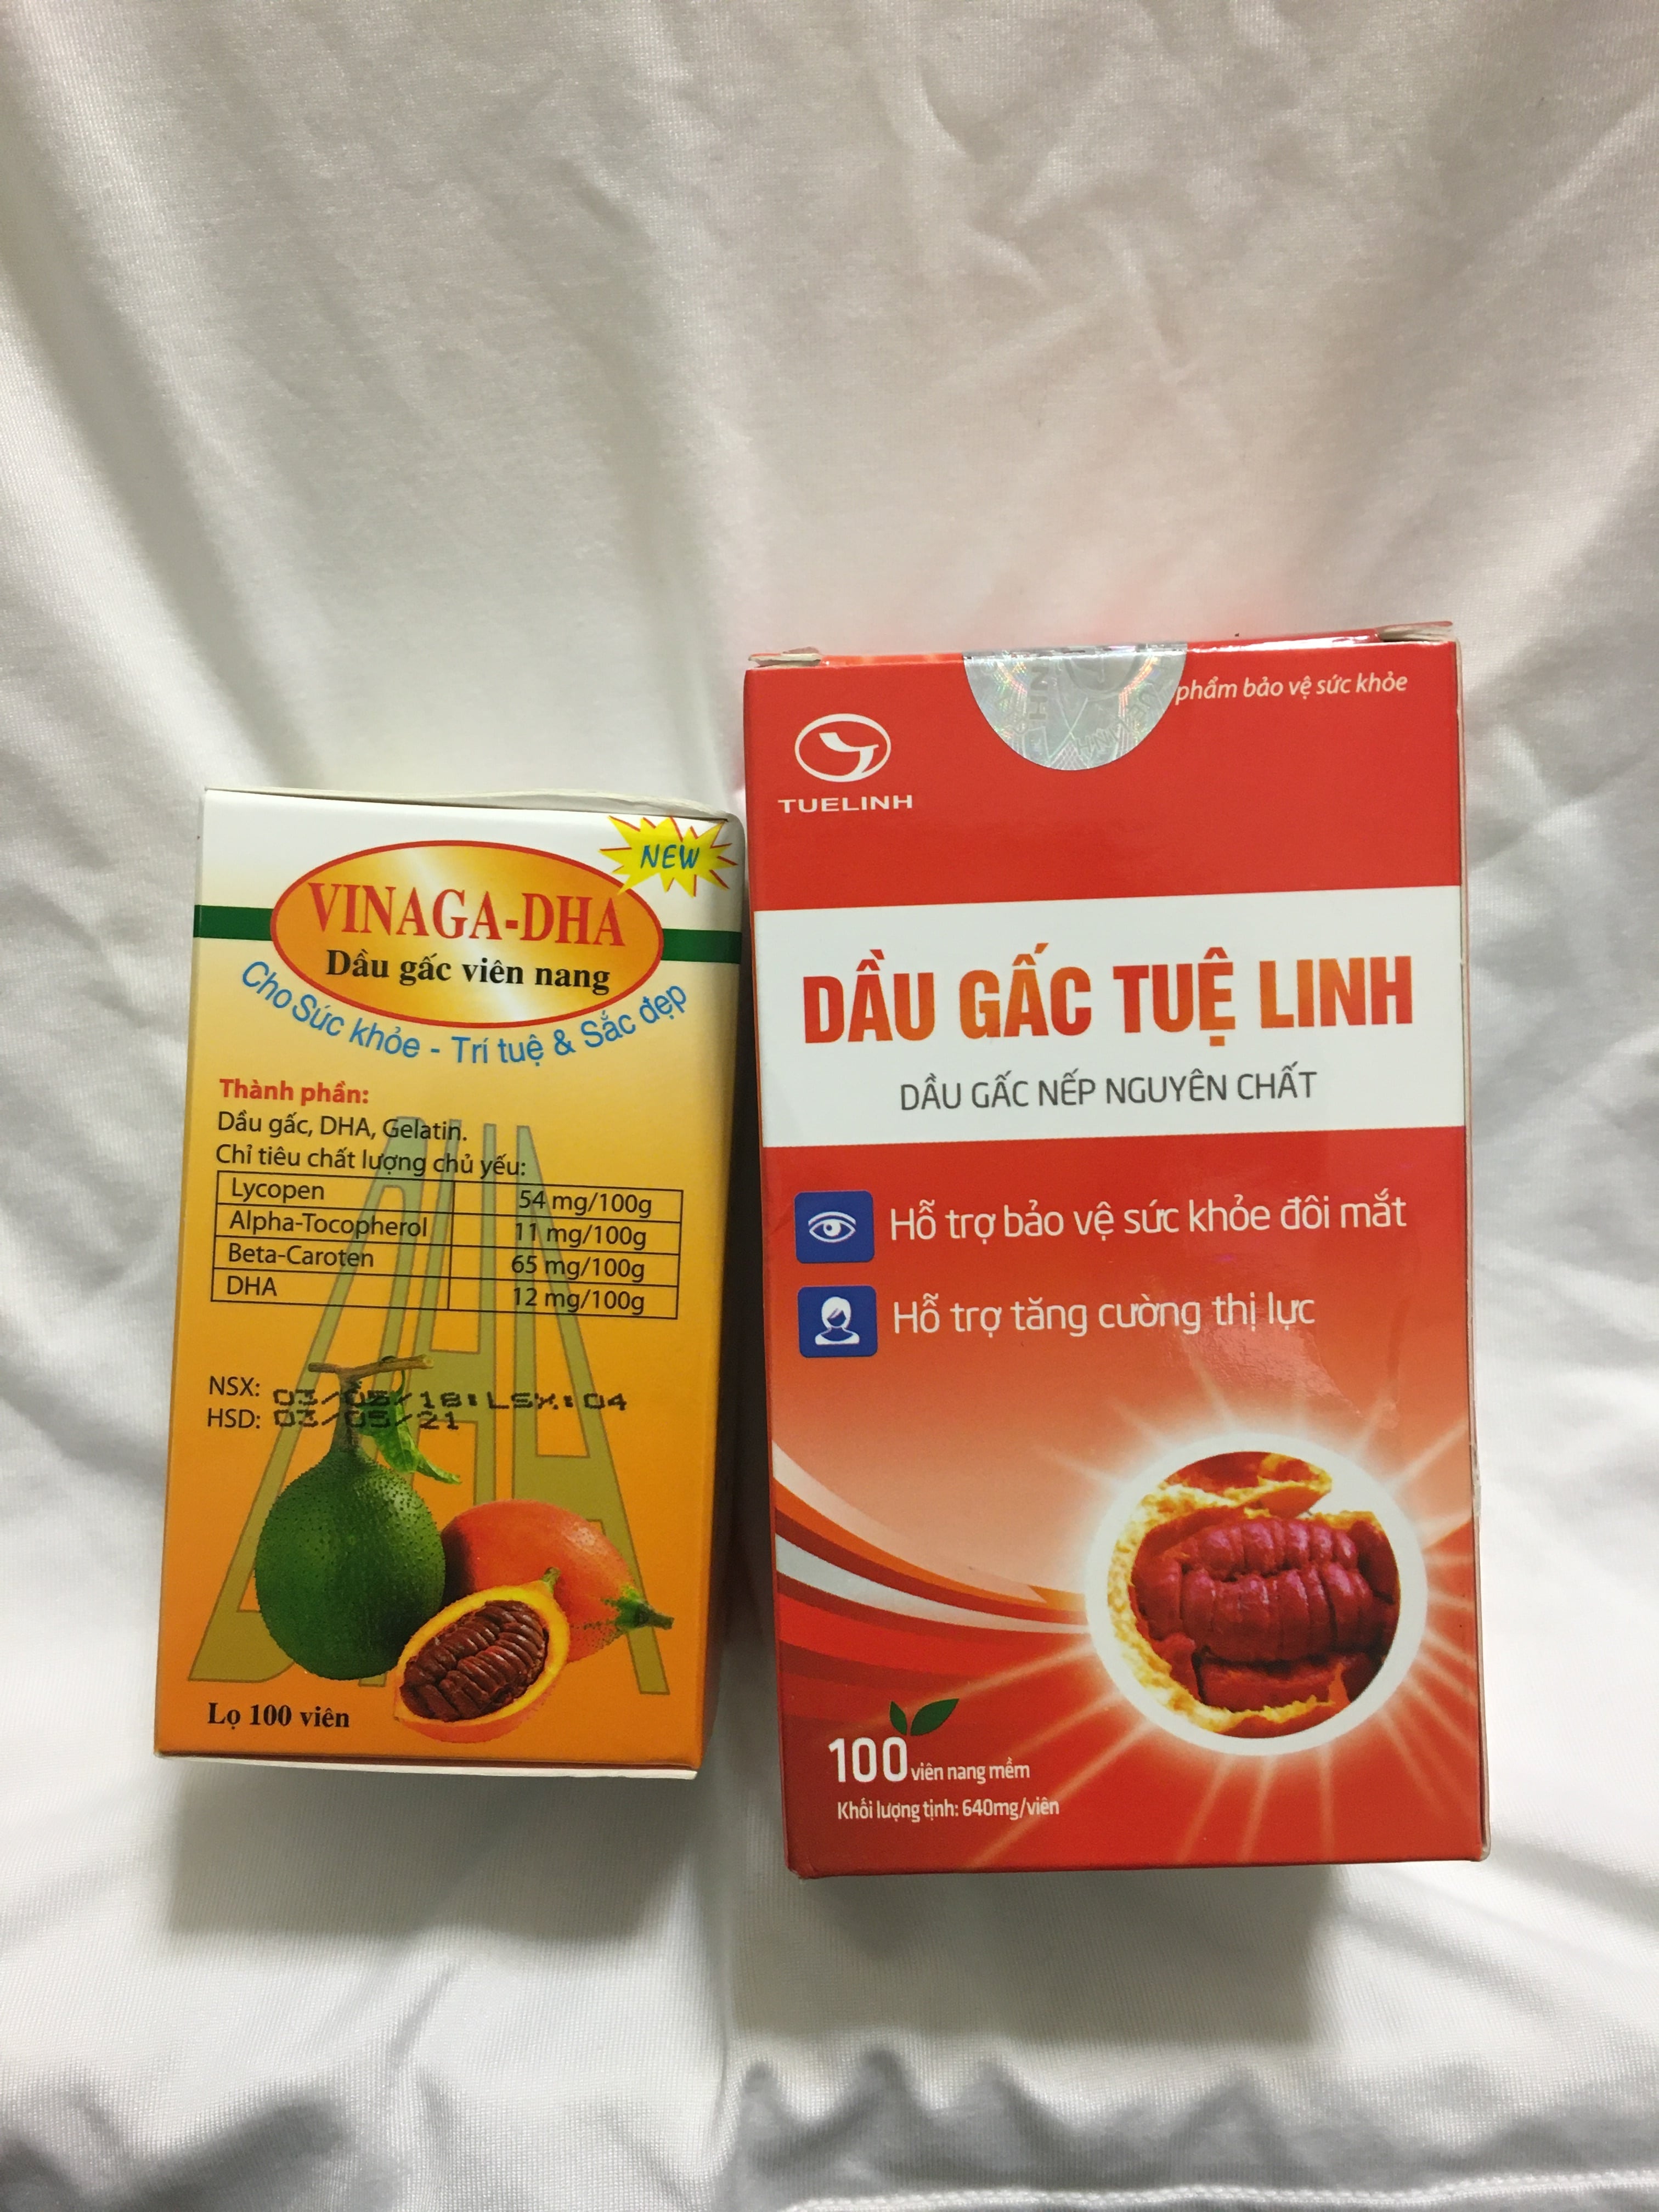 VINAGA-DHA
NEW
Dầu gấc viên nang
Cho Sức khỏe - Trí tuệ & Sắc đẹp
Thành phần:
Dầu gấc, DHA, Gelatin.
Chỉ tiêu chất lượng chủ yếu:
Lycopen 54 mg/100g
Alpha-Tocopherol 11 mg/100g
Beta-Caroten 65 mg/100g
DHA 12 mg/100g
NSX: 03/05/18:LSX:04
HSD: 03/05/21
DHA
Lọ 100 viên
phẩm bảo vệ sức khỏe
TUELINH
DẦU GẤC TUỆ LINH
DẦU GẤC NẾP NGUYÊN CHẤT
Hỗ trợ bảo vệ sức khỏe đôi mắt
Hỗ trợ tăng cường thị lực
100 viên nang mềm
Khối lượng tịnh: 640mg/viên